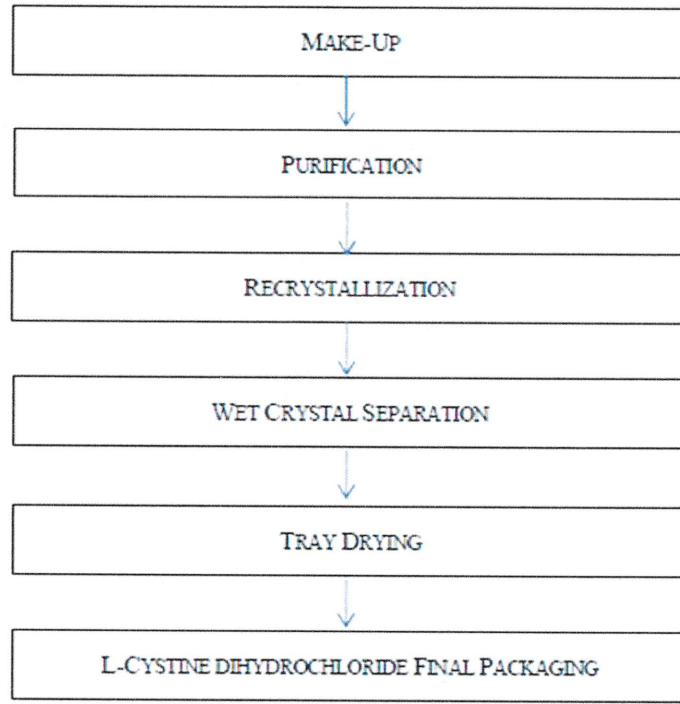 MAKE-UP
PURIFICATION
RECRYSTALLIZATION
WET CRYSTAL SEPARATION
TRAY DRYING
L-CYSTINE DIHYDROCHLORIDE FINAL PACKAGING